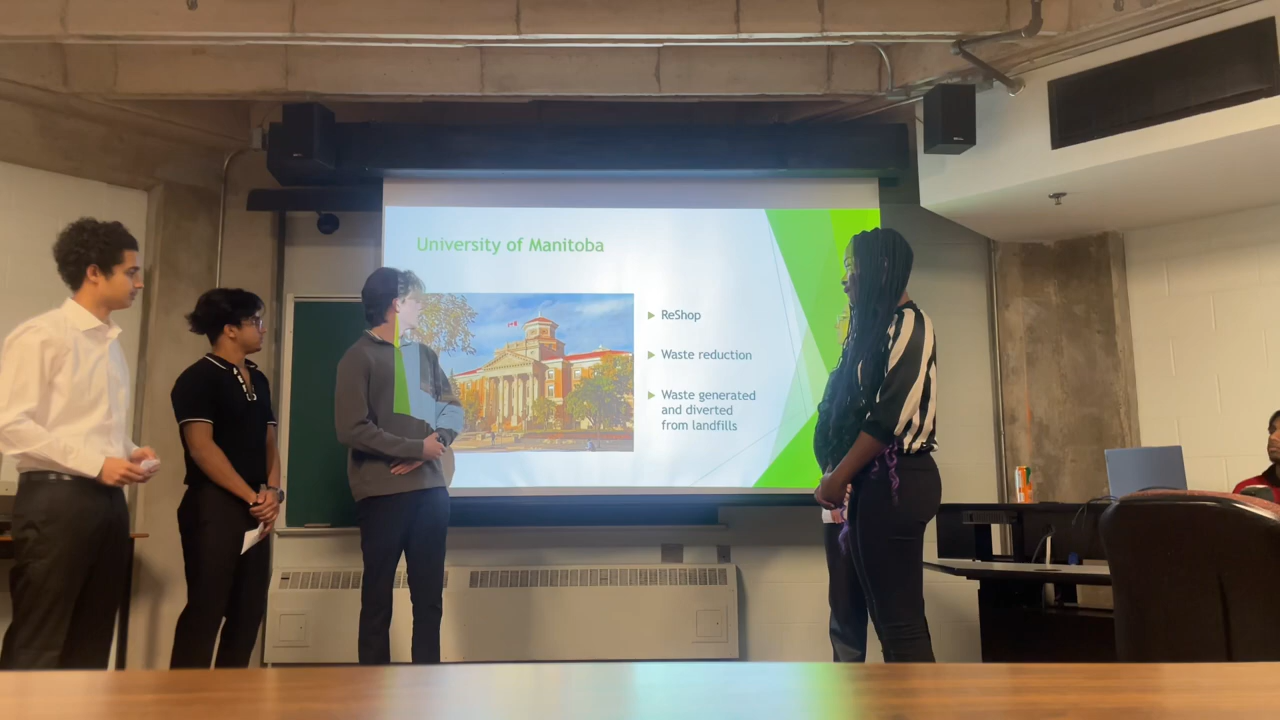 University of Manitoba
ReShop
Waste reduction
Waste generated
and diverted
from landfills